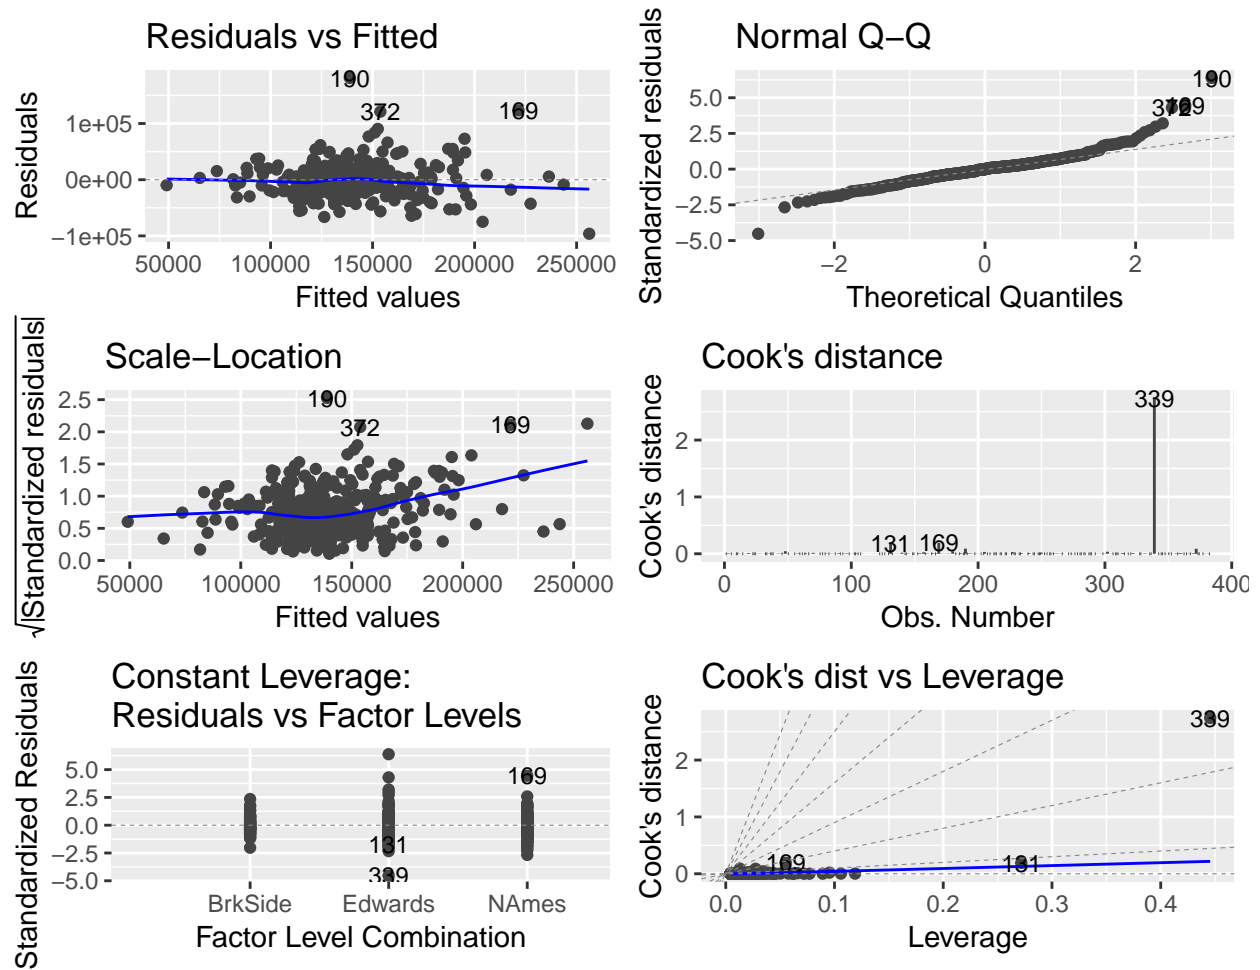 Residuals vs Fitted
190
372
169
1e+05
0e+00
−1e+05
Residuals
50000 100000 150000 200000 250000
Fitted values
Normal Q−Q
190
169
372
5.0
2.5
0.0
−2.5
−5.0
Standardized residuals
−2 0 2
Theoretical Quantiles
Scale−Location
190
372
169
2.5
2.0
1.5
1.0
0.5
0.0
√|Standardized residuals|
50000 100000 150000 200000 250000
Fitted values
Cook's distance
339
131 169
2
1
0
Cook's distance
0 100 200 300 400
Obs. Number
Constant Leverage:
Residuals vs Factor Levels
169
131
339
5.0
2.5
0.0
−2.5
−5.0
Standardized Residuals
BrkSide Edwards NAmes
Factor Level Combination
Cook's dist vs Leverage
339
169
131
2
1
0
Cook's distance
0.0 0.1 0.2 0.3 0.4
Leverage